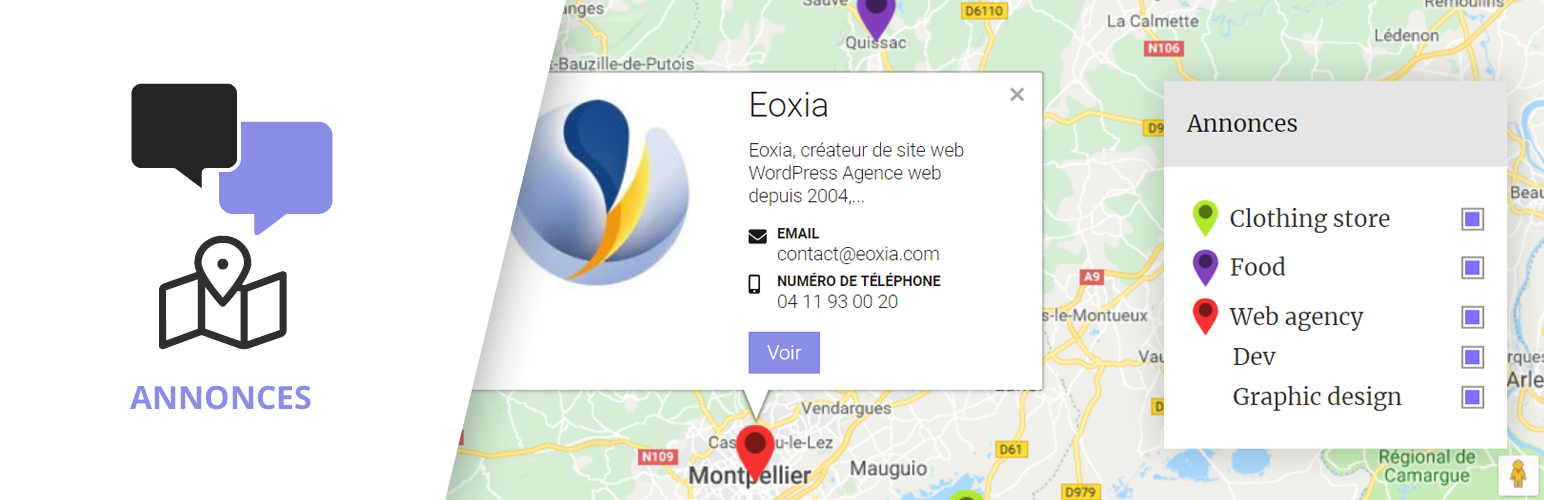 ANNONCES
anges
Sauve
D6110
Quissac
La Calmette
Remoulins
N106
Lédenon
t-Bauzille-de-Putois
Eoxia
Eoxia, créateur de site web
WordPress Agence web
depuis 2004,...
EMAIL
contact@eoxia.com
NUMÉRO DE TÉLÉPHONE
04 11 93 00 20
Voir
D9
A9
s-le-Montueux
Vau
Vendargues
Cas u-le-Lez
N109
Montpellier
Mauguio
D61
D979
D
Annonces
Clothing store
Food
Web agency
Dev
Graphic design
Beau
rques
Arle
Régional de
Camargue